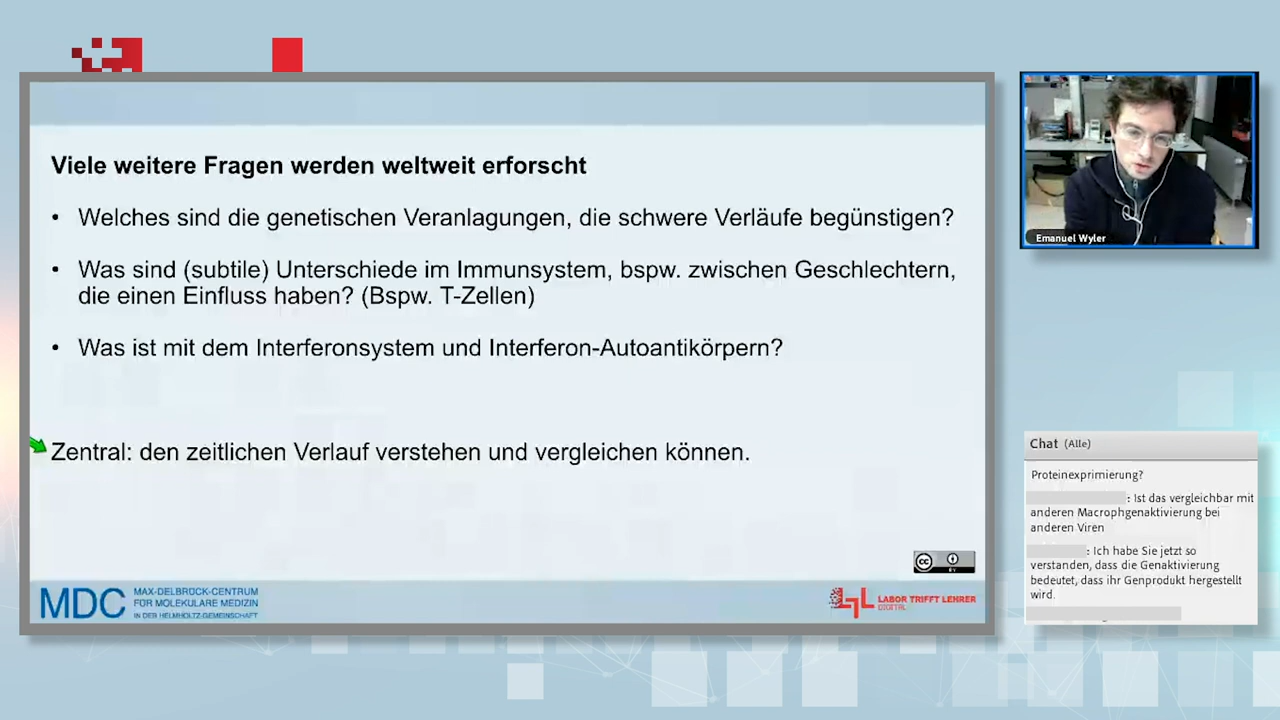 Viele weitere Fragen werden weltweit erforscht
• Welches sind die genetischen Veranlagungen, die schwere Verläufe begünstigen?
• Was sind (subtile) Unterschiede im Immunsystem, bspw. zwischen Geschlechtern,
die einen Einfluss haben? (Bspw. T-Zellen)
• Was ist mit dem Interferonsystem und Interferon-Autoantikörpern?
Zentral: den zeitlichen Verlauf verstehen und vergleichen können.
cc BY
MDC MAX-DELBRÜCK-CENTRUM
FÜR MOLEKULARE MEDIZIN
IN DER HELMHOLTZ-GEMEINSCHAFT
LABOR TRIFFT LEHRER
DIGITAL
Emanuel Wyler
Chat (Alle)
Proteinexprimierung?
: Ist das vergleichbar mit
anderen Macrophgenaktivierung bei
anderen Viren
: Ich habe Sie jetzt so
verstanden, dass die Genaktivierung
bedeutet, dass ihr Genprodukt hergestellt
wird.